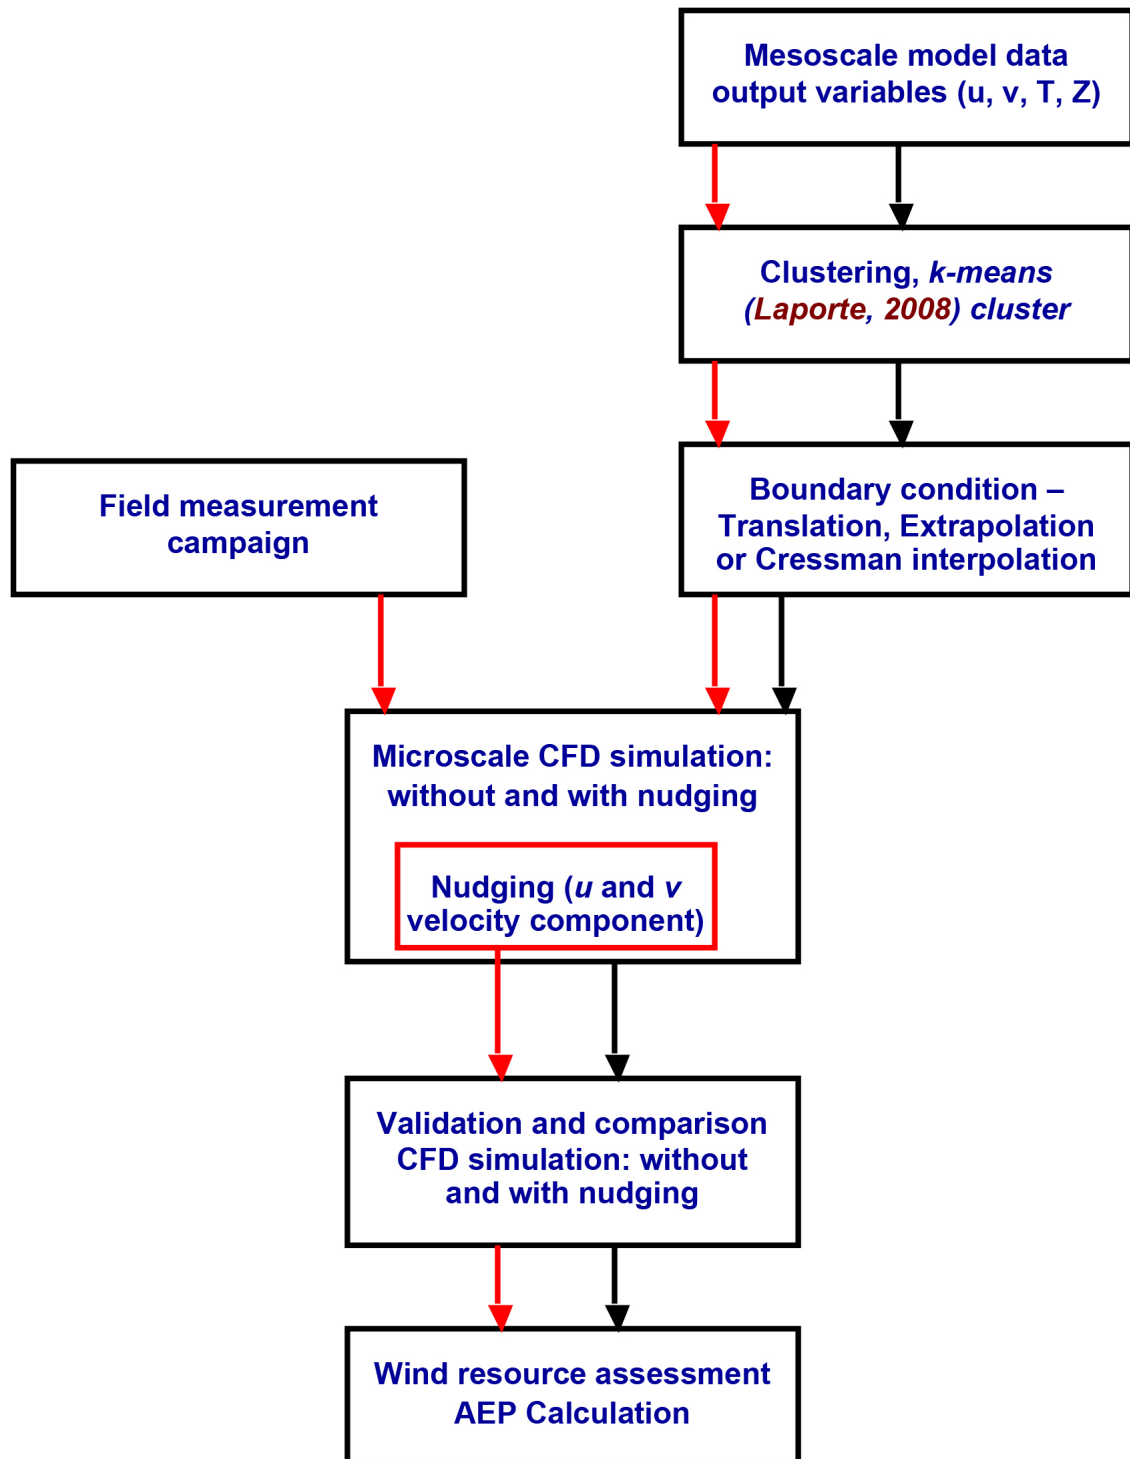 Mesoscale model data
output variables (u, v, T, Z)
Clustering, k-means
(Laporte, 2008) cluster
Boundary condition –
Translation, Extrapolation
or Cressman interpolation
Field measurement
campaign
Microscale CFD simulation:
without and with nudging
Nudging (u and v
velocity component)
Validation and comparison
CFD simulation: without
and with nudging
Wind resource assessment
AEP Calculation